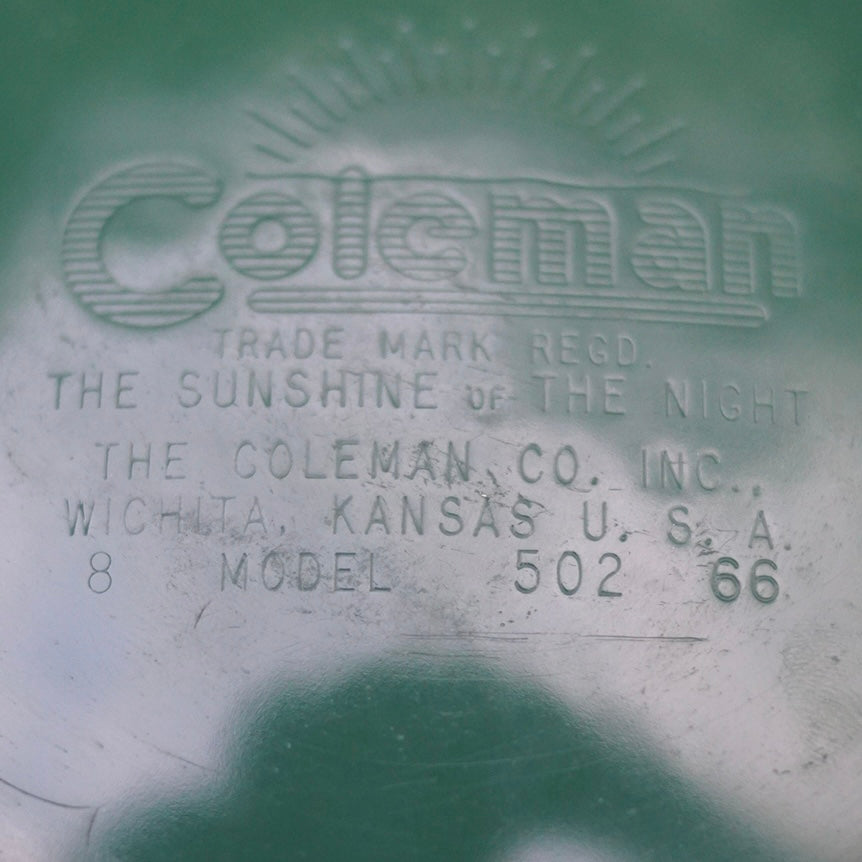 Coleman
TRADE MARK REGD.
THE SUNSHINE OF THE NIGHT
THE COLEMAN CO. INC.,
WICHITA, KANSAS U. S. A.
8 MODEL 502 66